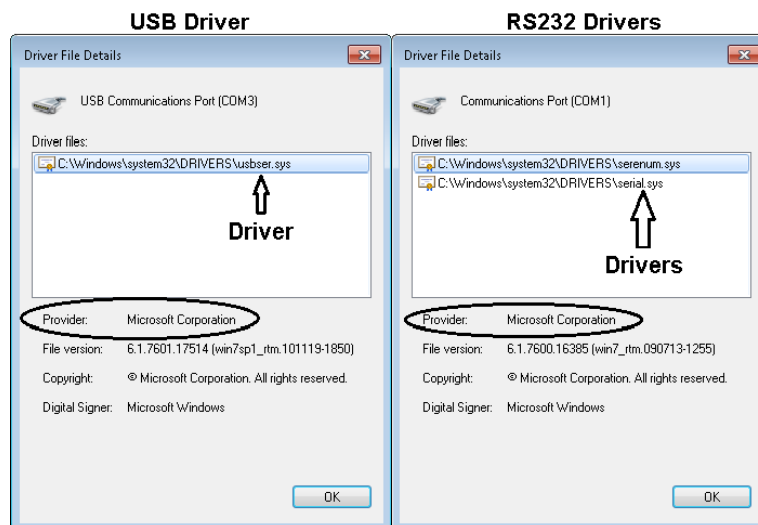 USB Driver
Driver File Details
USB Communications Port (COM3)
Driver files:
C:\Windows\system32\DRIVERS\usbser.sys
Driver
Provider: Microsoft Corporation
File version: 6.1.7601.17514 (win7sp1_rtm.101119-1850)
Copyright: © Microsoft Corporation. All rights reserved.
Digital Signer: Microsoft Windows
OK
RS232 Drivers
Driver File Details
Communications Port (COM1)
Driver files:
C:\Windows\system32\DRIVERS\serenum.sys
C:\Windows\system32\DRIVERS\serial.sys
Drivers
Provider: Microsoft Corporation
File version: 6.1.7600.16385 (win7_rtm.090713-1255)
Copyright: © Microsoft Corporation. All rights reserved.
Digital Signer: Microsoft Windows
OK